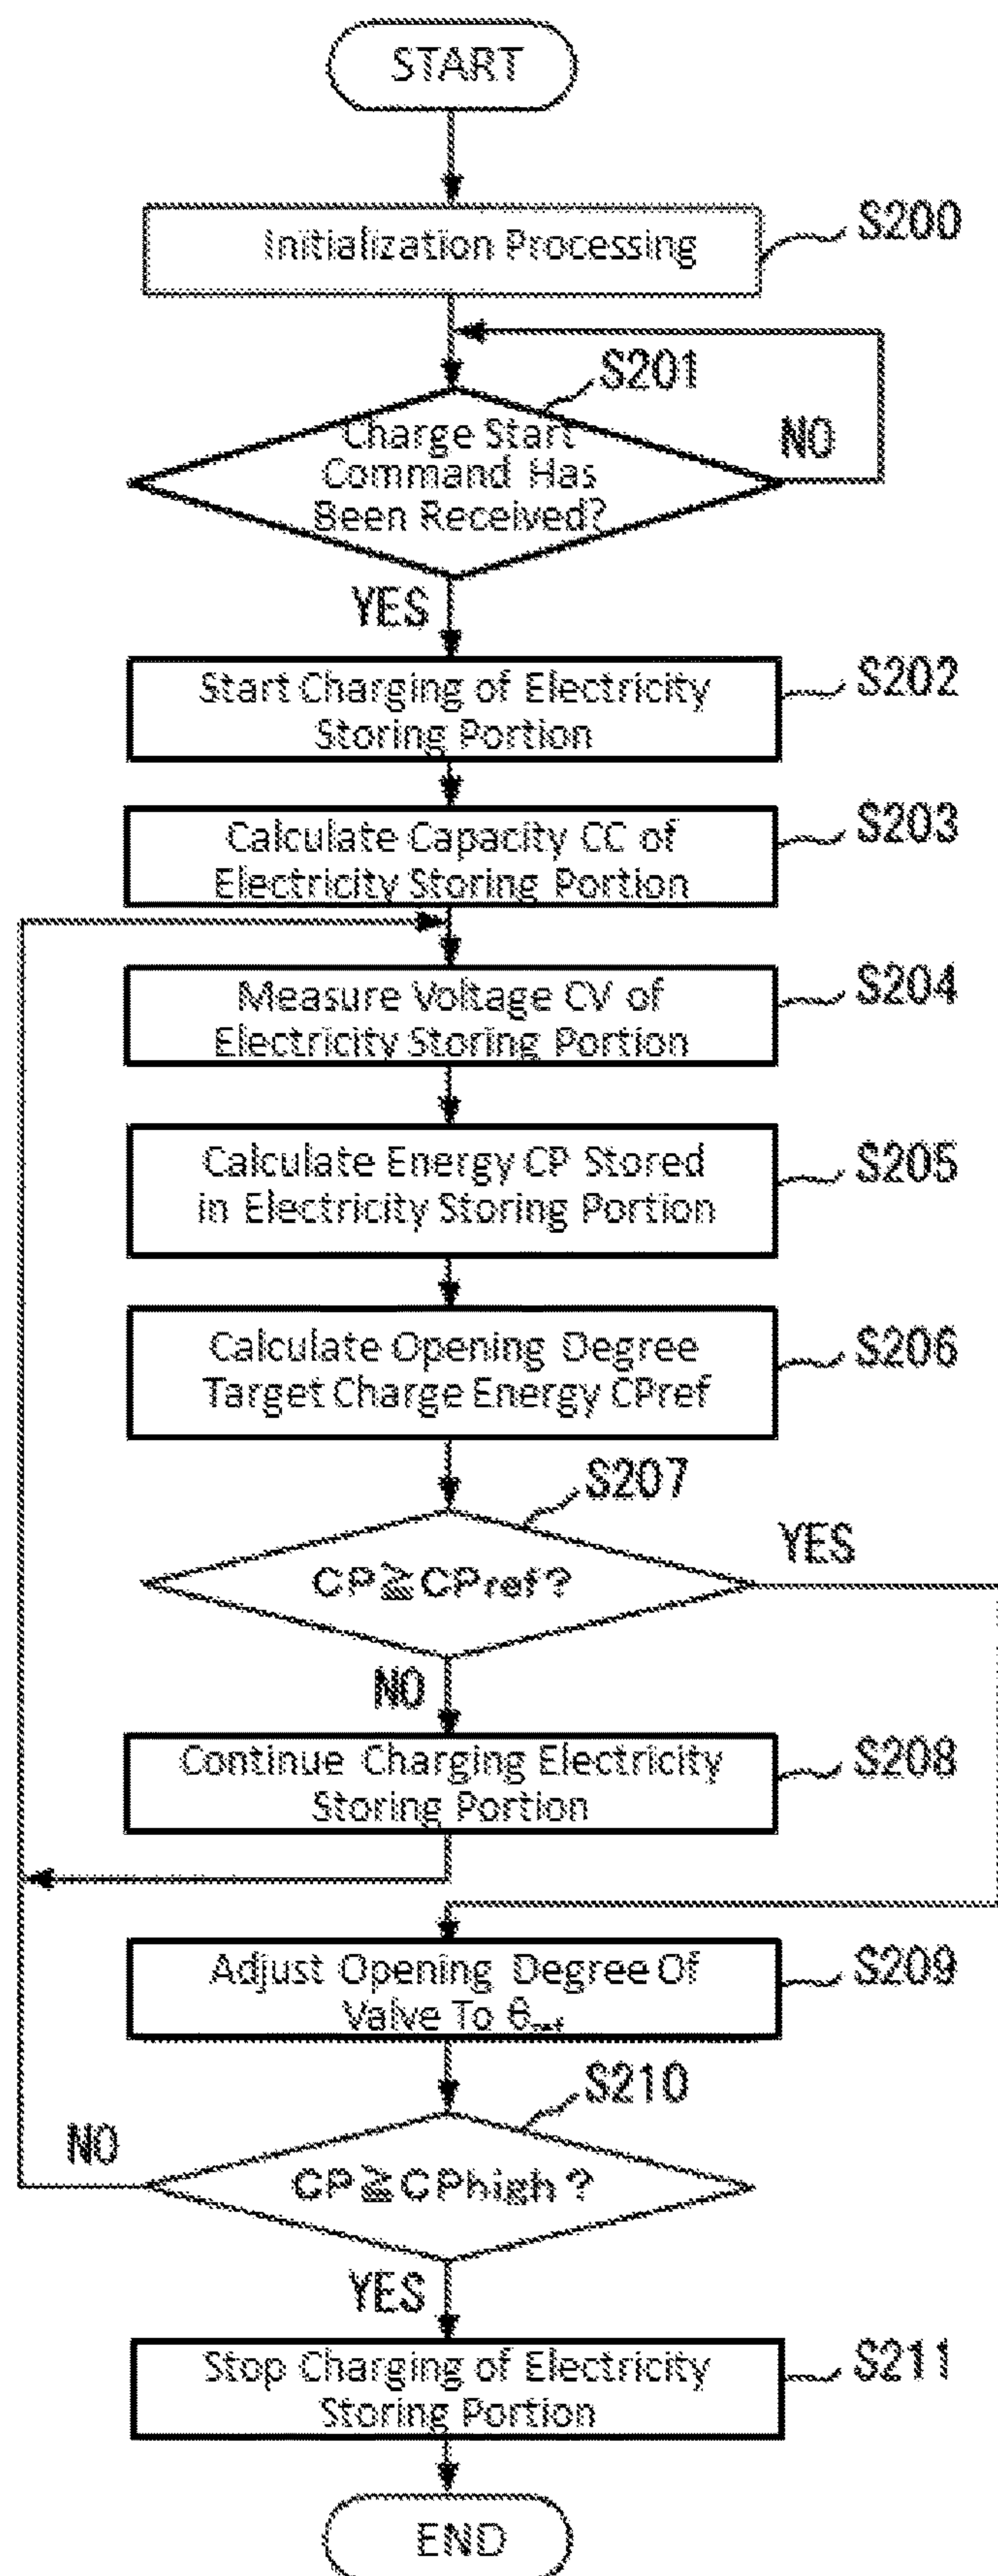 START
Initialization Processing
S200
S201
Charge Start
Command Has
Been Received?
NO
YES
Start Charging of Electricity
Storing Portion
S202
Calculate Capacity CC of
Electricity Storing Portion
S203
Measure Voltage CV of
Electricity Storing Portion
S204
Calculate Energy CP Stored
in Electricity Storing Portion
S205
Calculate Opening Degree
Target Charge Energy CPref
S206
S207
CP≧CPref?
YES
NO
Continue Charging Electricity
Storing Portion
S208
Adjust Opening Degree Of
Valve To θref
S209
S210
CP≧CPhigh?
NO
YES
Stop Charging of Electricity
Storing Portion
S211
END